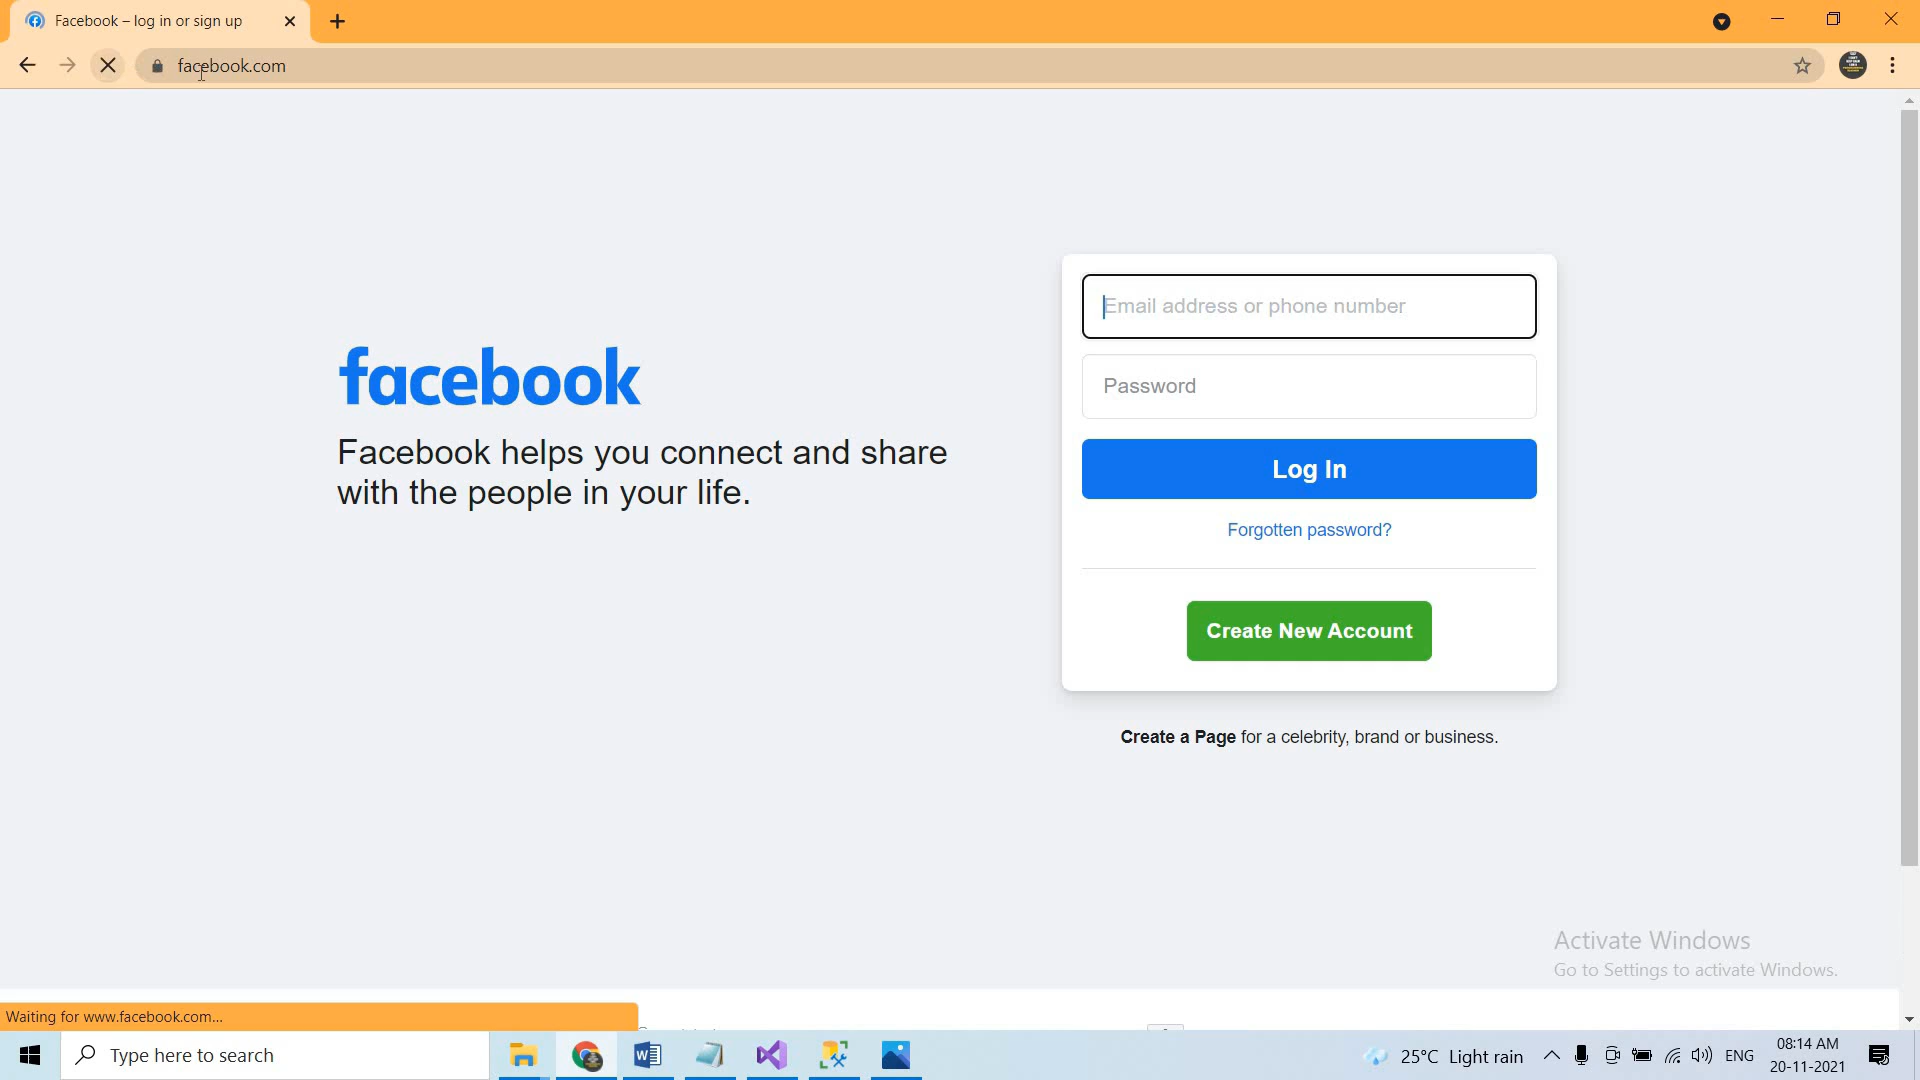 Facebook – log in or sign up
facebook.com
facebook
Facebook helps you connect and share
with the people in your life.
Email address or phone number
Password
Log In
Forgotten password?
Create New Account
Create a Page for a celebrity, brand or business.
Activate Windows
Go to Settings to activate Windows.
Waiting for www.facebook.com...
Type here to search
25°C Light rain
ENG
08:14 AM
20-11-2021